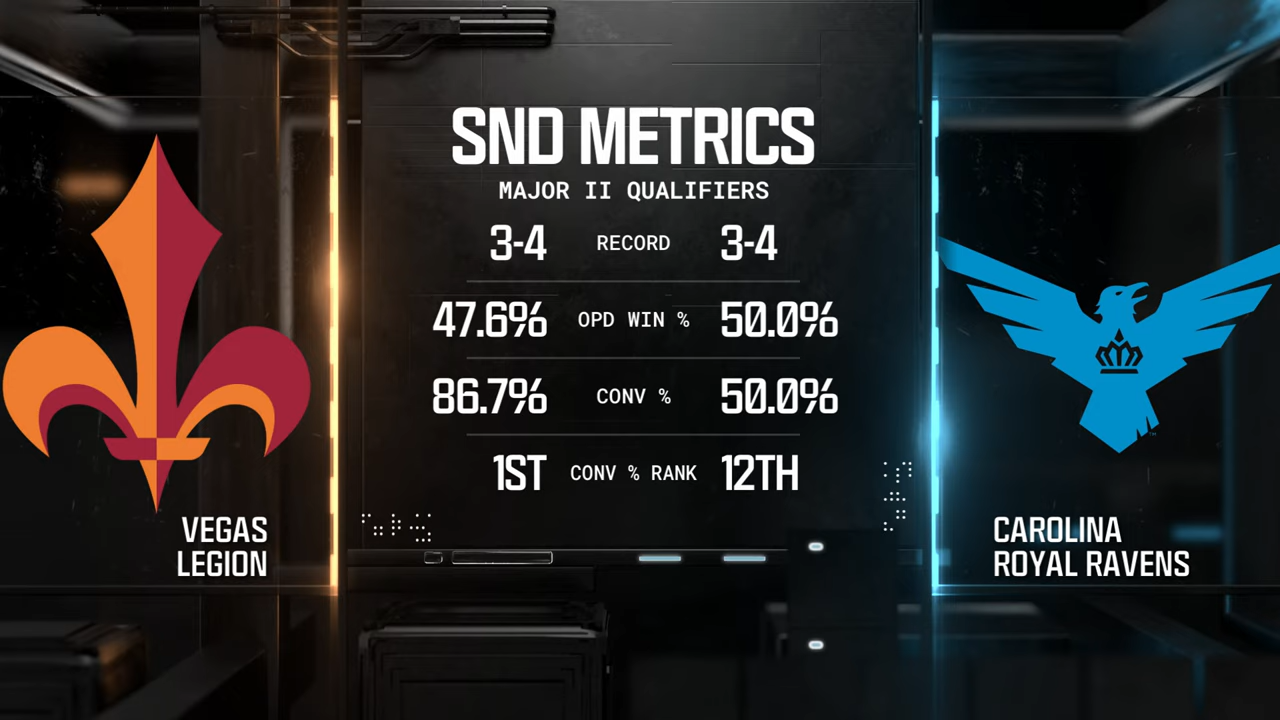 SND METRICS
MAJOR II QUALIFIERS
3-4 RECORD 3-4
47.6% OPD WIN % 50.0%
86.7% CONV % 50.0%
1ST CONV % RANK 12TH
VEGAS
LEGION
CAROLINA
ROYAL RAVENS
TM